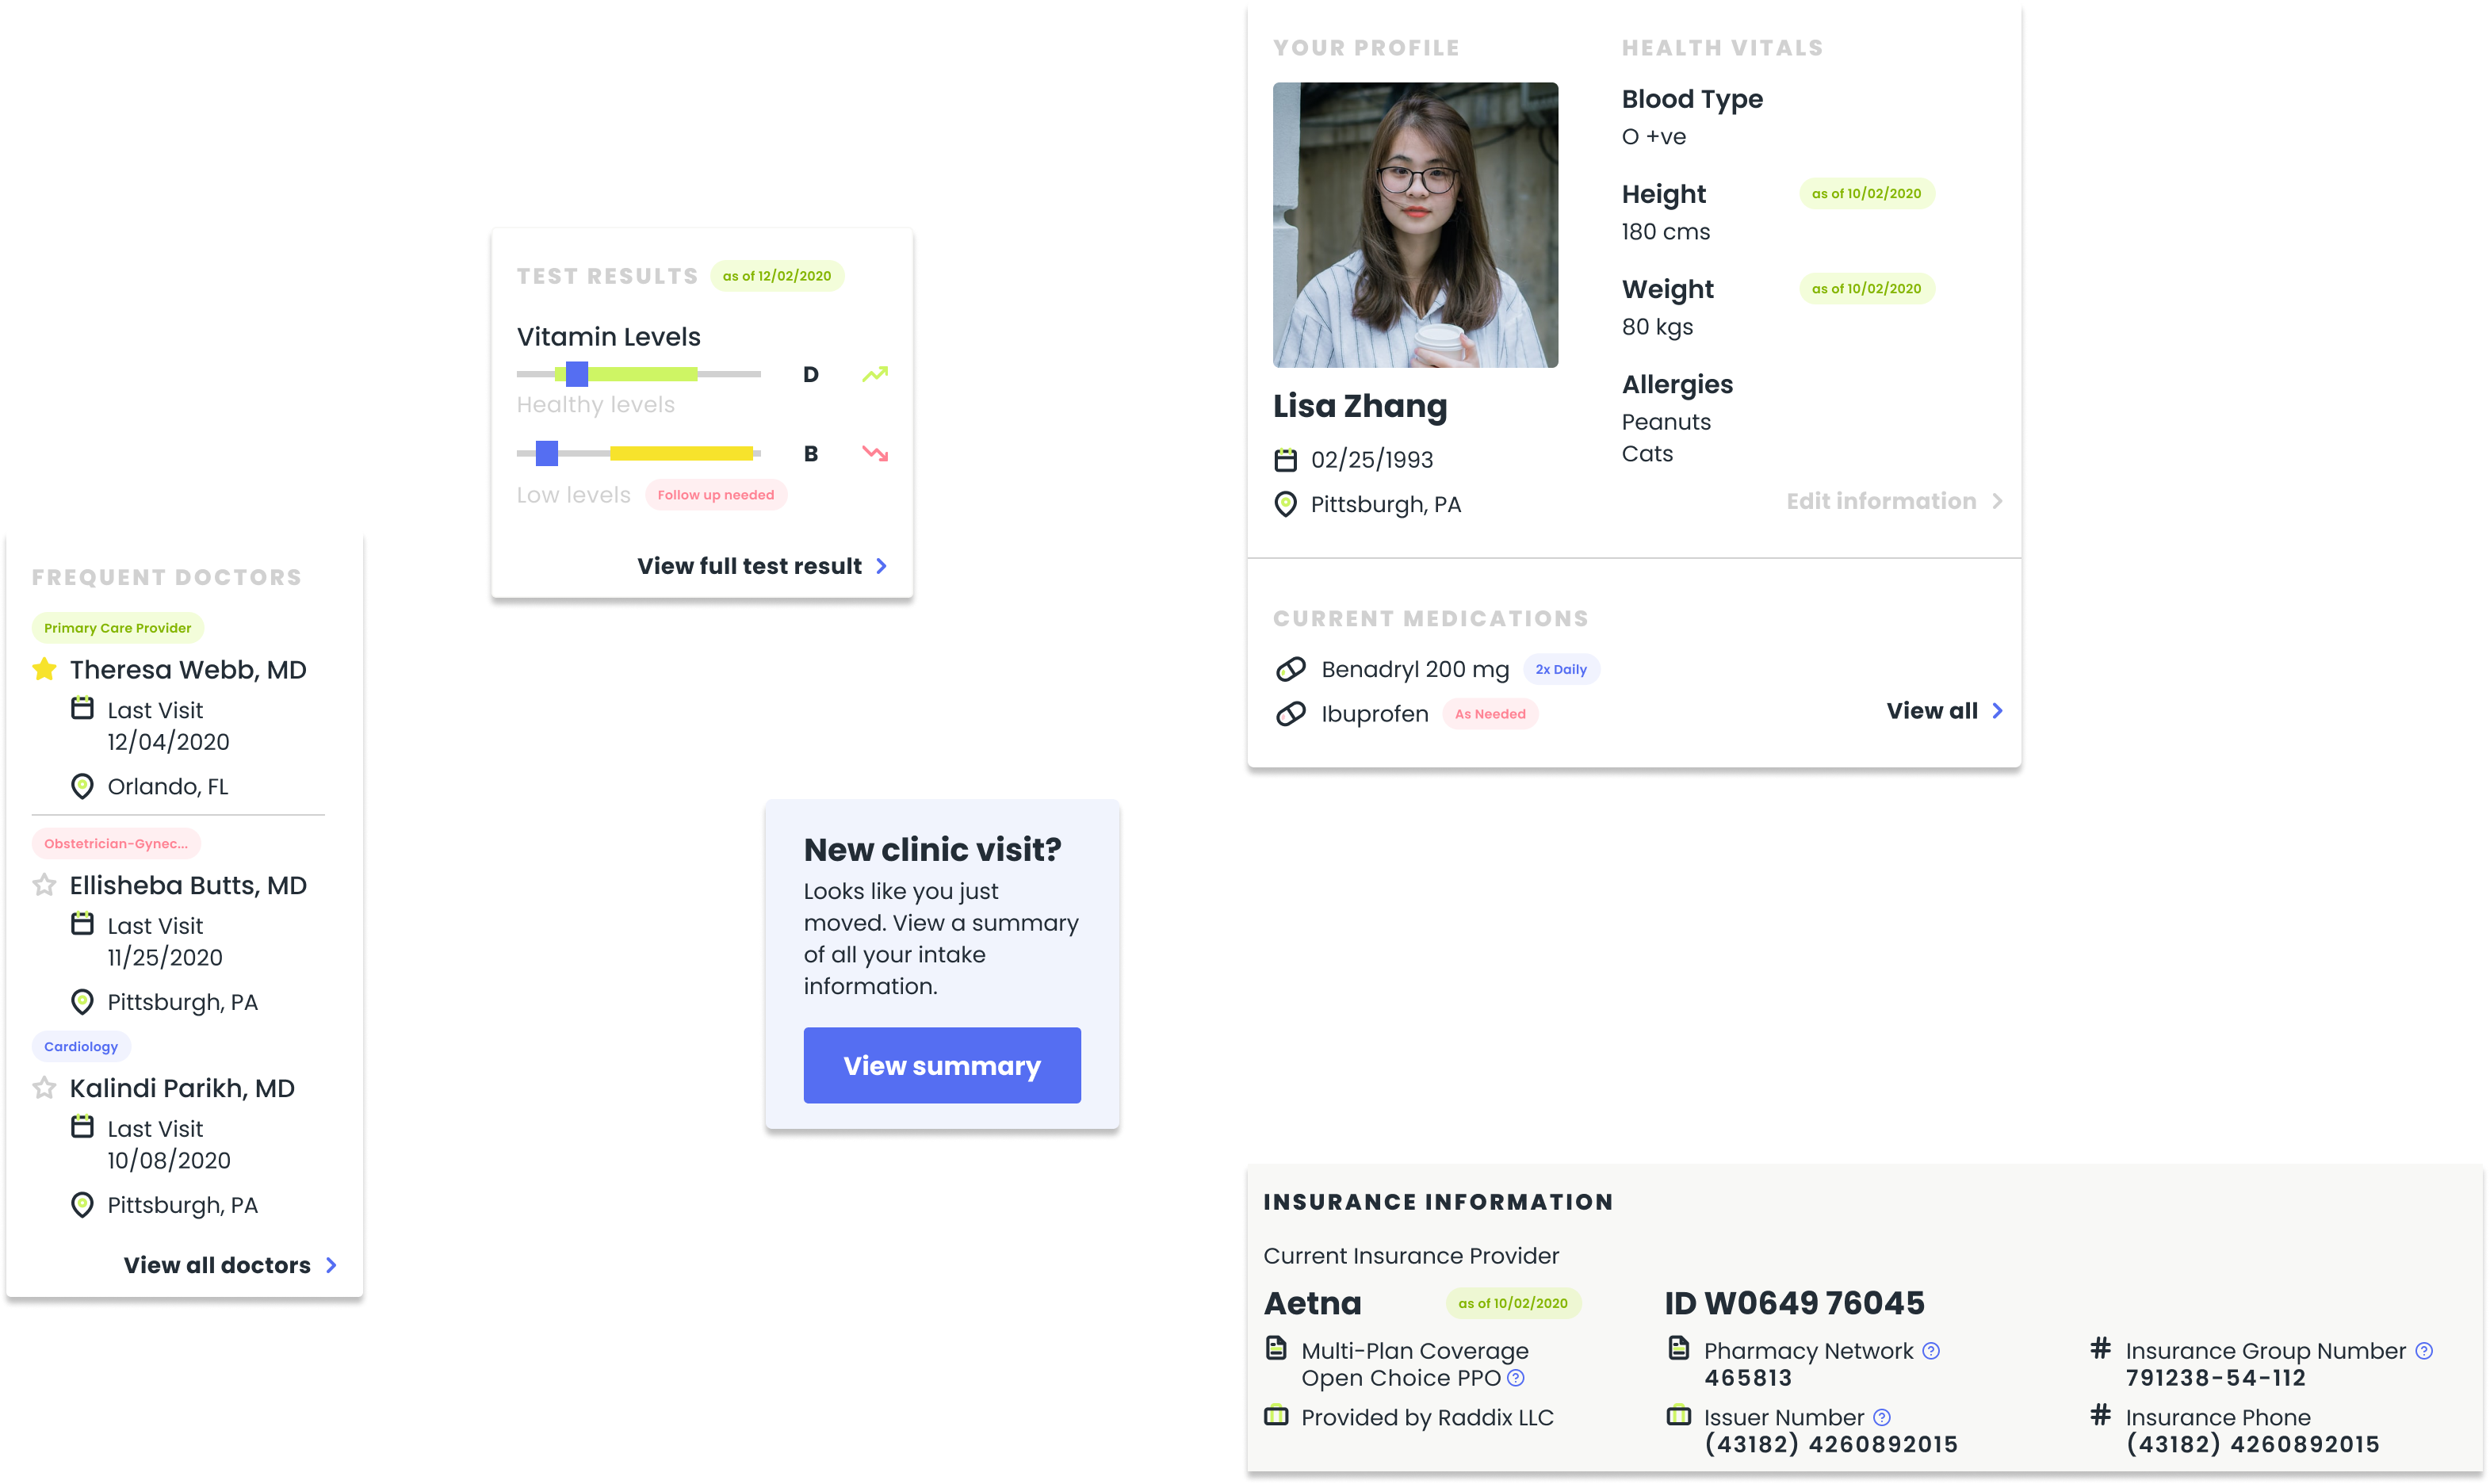 YOUR PROFILE
Lisa Zhang
02/25/1993
Pittsburgh, PA
HEALTH VITALS
Blood Type
O +ve
Height as of 10/02/2020
180 cms
Weight as of 10/02/2020
80 kgs
Allergies
Peanuts
Cats
Edit information
CURRENT MEDICATIONS
Benadryl 200 mg 2x Daily
Ibuprofen As Needed
View all
TEST RESULTS as of 12/02/2020
Vitamin Levels
D
Healthy levels
B
Low levels Follow up needed
View full test result
FREQUENT DOCTORS
Primary Care Provider
Theresa Webb, MD
Last Visit
12/04/2020
Orlando, FL
Obstetrician-Gynec...
Ellisheba Butts, MD
Last Visit
11/25/2020
Pittsburgh, PA
Cardiology
Kalindi Parikh, MD
Last Visit
10/08/2020
Pittsburgh, PA
View all doctors
New clinic visit?
Looks like you just
moved. View a summary
of all your intake
information.
View summary
INSURANCE INFORMATION
Current Insurance Provider
Aetna as of 10/02/2020
Multi-Plan Coverage
Open Choice PPO ?
Provided by Raddix LLC
ID W0649 76045
Pharmacy Network ?
465813
Issuer Number ?
(43182) 4260892015
# Insurance Group Number ?
791238-54-112
# Insurance Phone
(43182) 4260892015